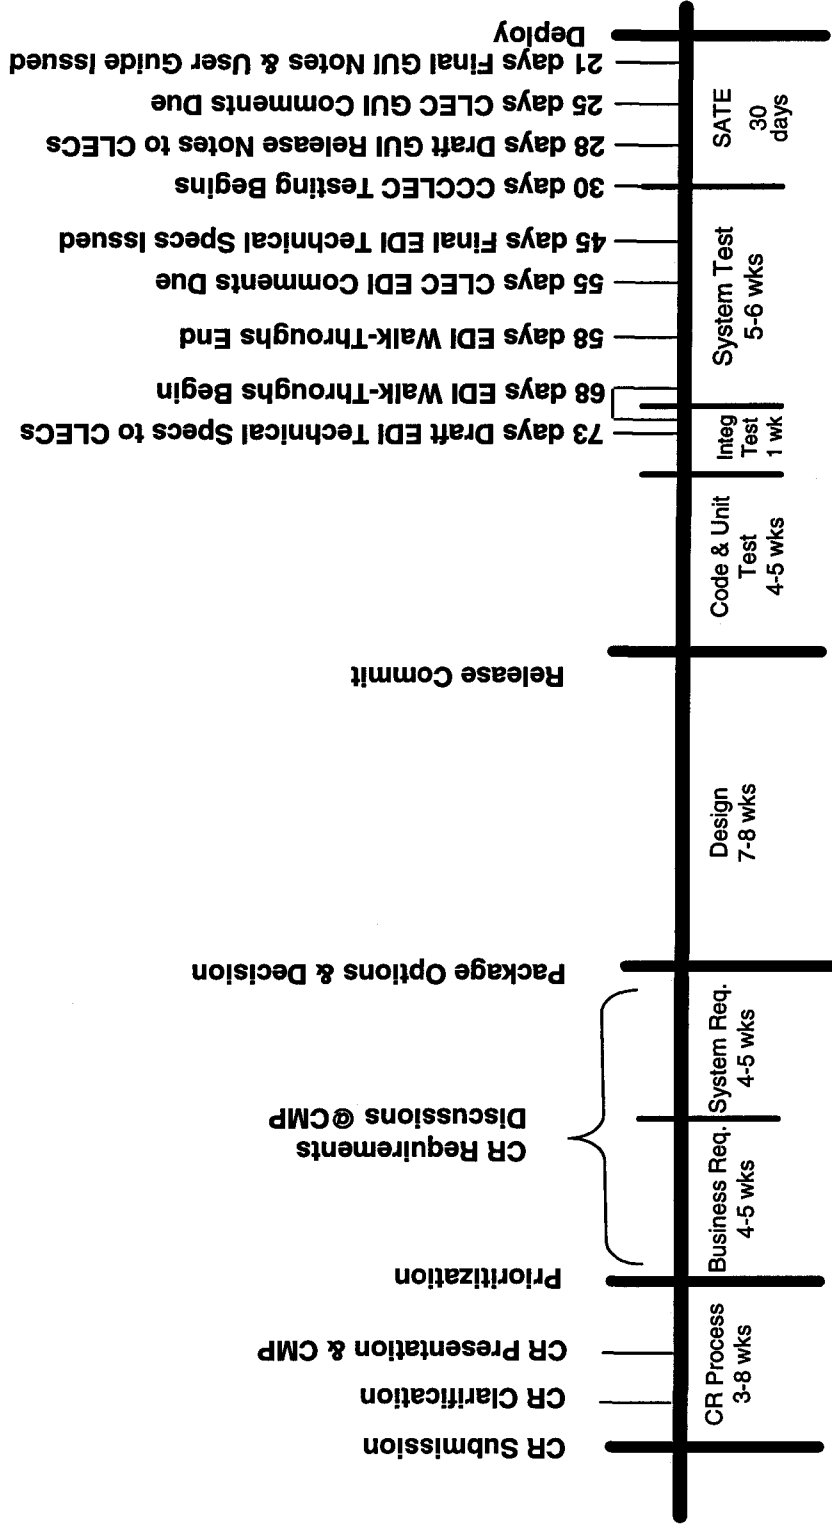 CR Submission
CR Clarification
CR Presentation & CMP
Prioritization
CR Requirements
Discussions @CMP
Package Options & Decision
Release Commit
73 days Draft EDI Technical Specs to CLECs
68 days EDI Walk-Throughs Begin
58 days EDI Walk-Throughs End
55 days CLEC EDI Comments Due
45 days Final EDI Technical Specs Issued
30 days CCCLEC Testing Begins
28 days Draft GUI Release Notes to CLECs
25 days CLEC GUI Comments Due
21 days Final GUI Notes & User Guide Issued
Deploy
CR Process
3-8 wks
Business Req.
4-5 wks
System Req.
4-5 wks
Design
7-8 wks
Code & Unit
Test
4-5 wks
Integ
Test
1 wk
System Test
5-6 wks
SATE
30
days